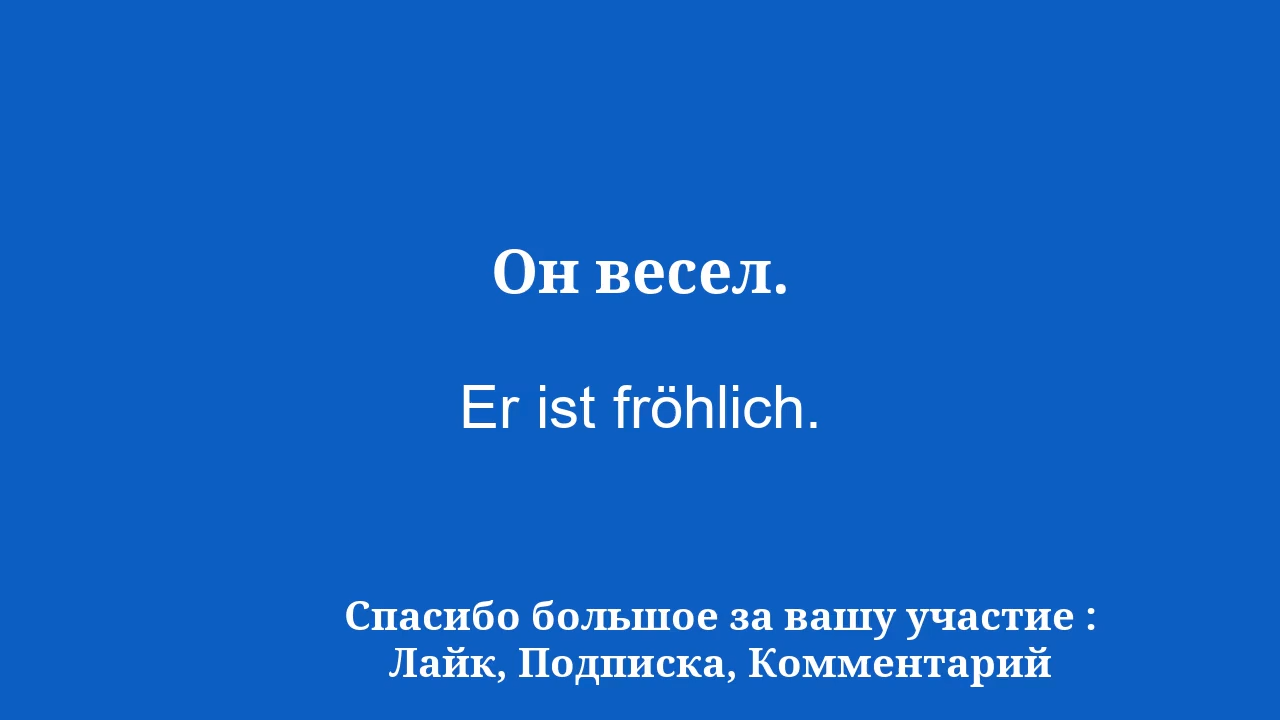 Он весел.
Er ist fröhlich.
Спасибо большое за вашу участие :
Лайк, Подписка, Комментарий